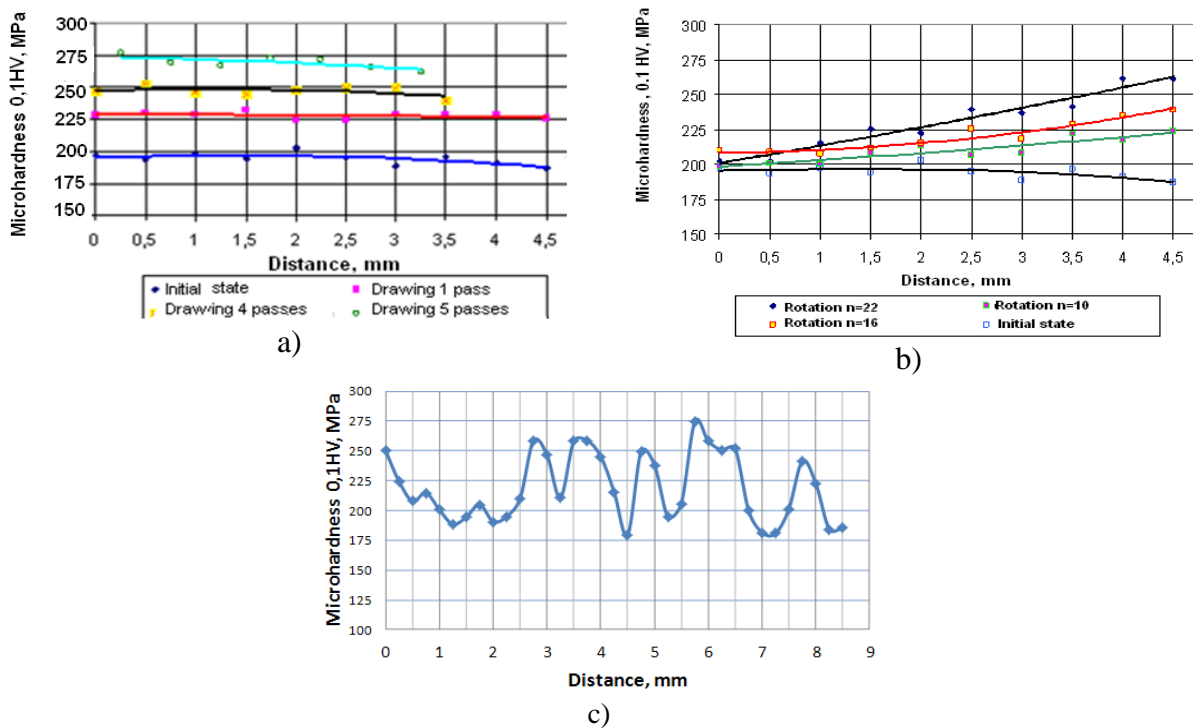 Microhardness 0,1HV, MPa
300
275
250
225
200
175
150
0 0,5 1 1,5 2 2,5 3 3,5 4 4,5
Distance, mm
Initial state
Drawing 1 pass
Drawing 4 passes
Drawing 5 passes
a)
Microhardness, 0.1 HV, MPa
300
275
250
225
200
175
150
0 0,5 1 1,5 2 2,5 3 3,5 4 4,5
Distance, mm
Rotation n=22
Rotation n=10
Rotation n=16
Initial state
b)
Microhardness 0,1HV, MPa
300
275
250
225
200
175
150
125
100
0 1 2 3 4 5 6 7 8 9
Distance, mm
c)